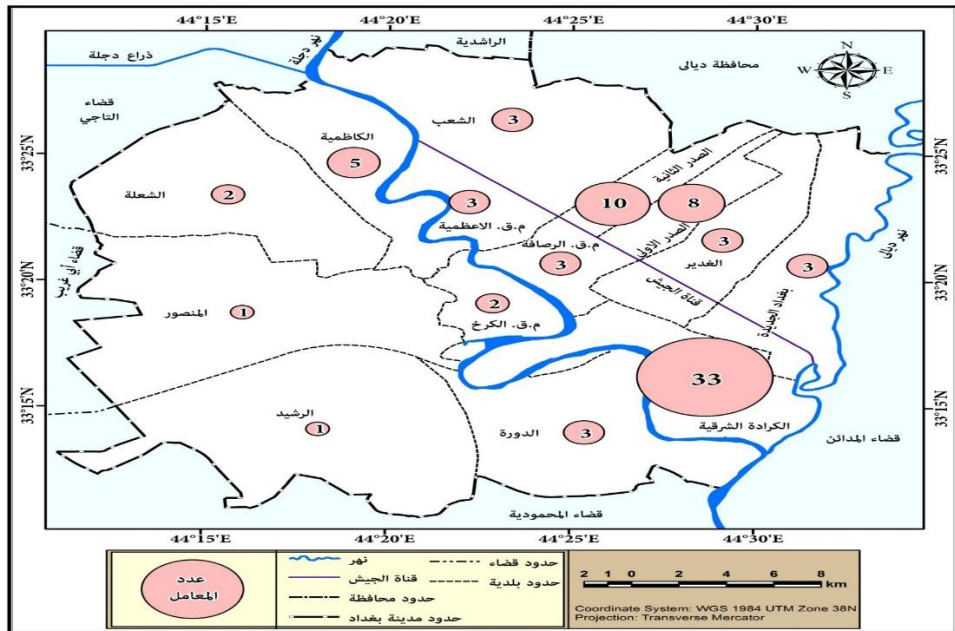 44°15'E 44°20'E 44°25'E 44°30'E
ذراع دجلة
نهر دجلة
الراشدية
محافظة ديالى
N
W E
S
قضاء
التاجي
33°25'N
33°25'N
الكاظمية
5
الشعب
3
الصدر الثانية
10
8
الشعلة
2
3
م.ق. الاعظمية
م.ق. الرصافة
3
الصدر الاولى
3
الغدير
3
نهر ديالى
قضاء أبي غريب
33°20'N
33°20'N
قناة الجيش
بغداد الجديدة
المنصور
1
2
م.ق. الكرخ
33
33°15'N
33°15'N
الرشيد
1
الدورة
3
الكرادة الشرقية
قضاء المدائن
قضاء المحمودية
44°15'E 44°20'E 44°25'E 44°30'E
عدد
المعامل
نهر
قناة الجيش
حدود محافظة
حدود مدينة بغداد
حدود قضاء
حدود بلدية
2 1 0 2 4 6 8
km
Coordinate System: WGS 1984 UTM Zone 38N
Projection: Transverse Mercator